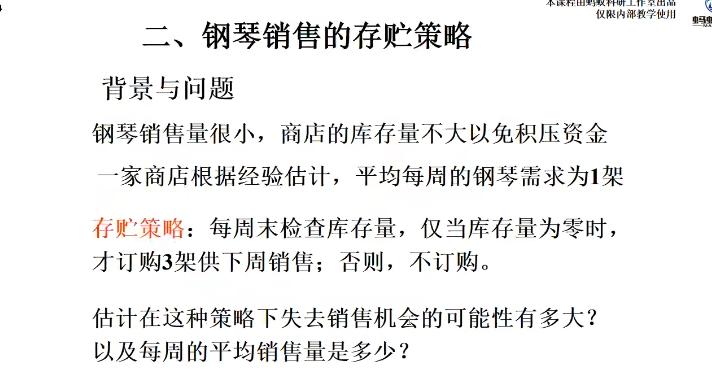 本课程由蚂蚁科研工作室出品
仅限内部教学使用
二、钢琴销售的存贮策略
背景与问题
钢琴销售量很小，商店的库存量不大以免积压资金
一家商店根据经验估计，平均每周的钢琴需求为1架
存贮策略：每周末检查库存量，仅当库存量为零时，
才订购3架供下周销售；否则，不订购。
估计在这种策略下失去销售机会的可能性有多大？
以及每周的平均销售量是多少？